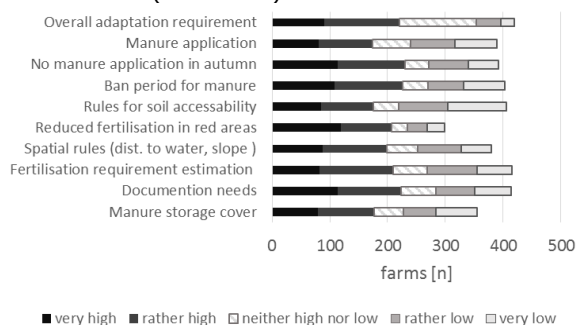 Overall adaptation requirement
Manure application
No manure application in autumn
Ban period for manure
Rules for soil accessability
Reduced fertilisation in red areas
Spatial rules (dist. to water, slope )
Fertilisation requirement estimation
Documention needs
Manure storage cover
0 100 200 300 400 500
farms [n]
very high rather high neither high nor low rather low very low